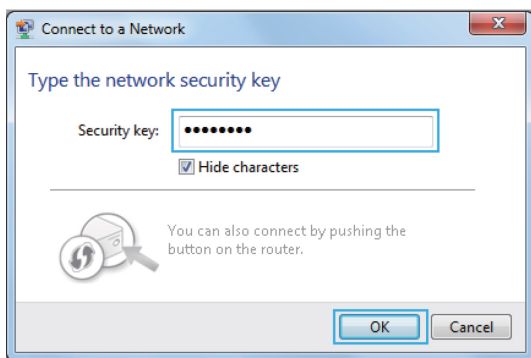 Connect to a Network
Type the network security key
Security key: ••••••••
Hide characters
You can also connect by pushing the
button on the router.
OK Cancel